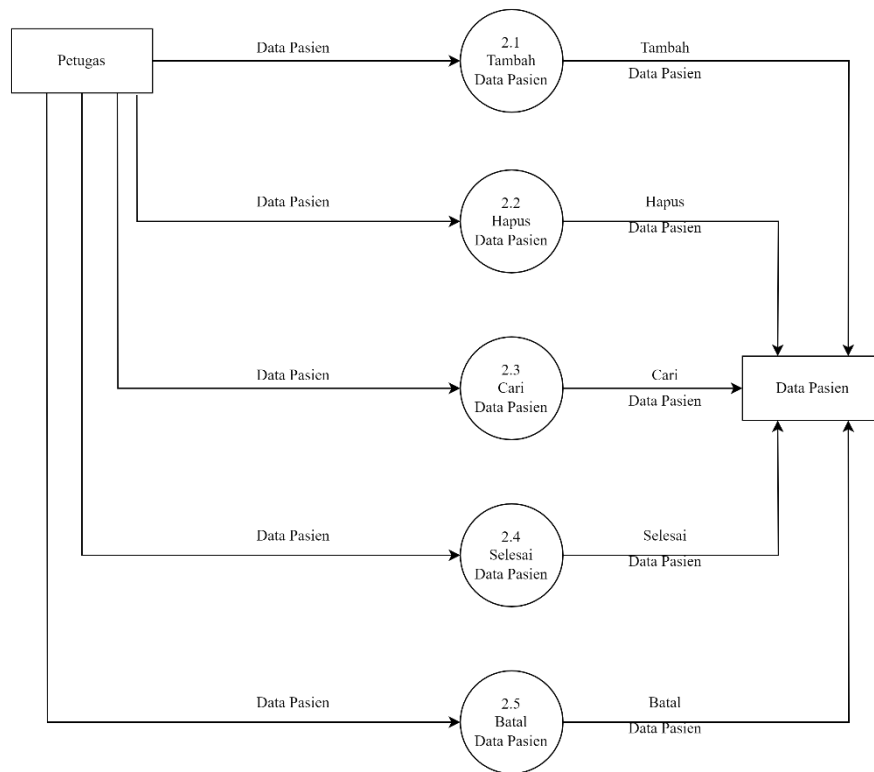 Petugas
Data Pasien
2.1
Tambah
Data Pasien
Tambah
Data Pasien
Data Pasien
2.2
Hapus
Data Pasien
Hapus
Data Pasien
Data Pasien
2.3
Cari
Data Pasien
Cari
Data Pasien
Data Pasien
Data Pasien
2.4
Selesai
Data Pasien
Selesai
Data Pasien
Data Pasien
2.5
Batal
Data Pasien
Batal
Data Pasien